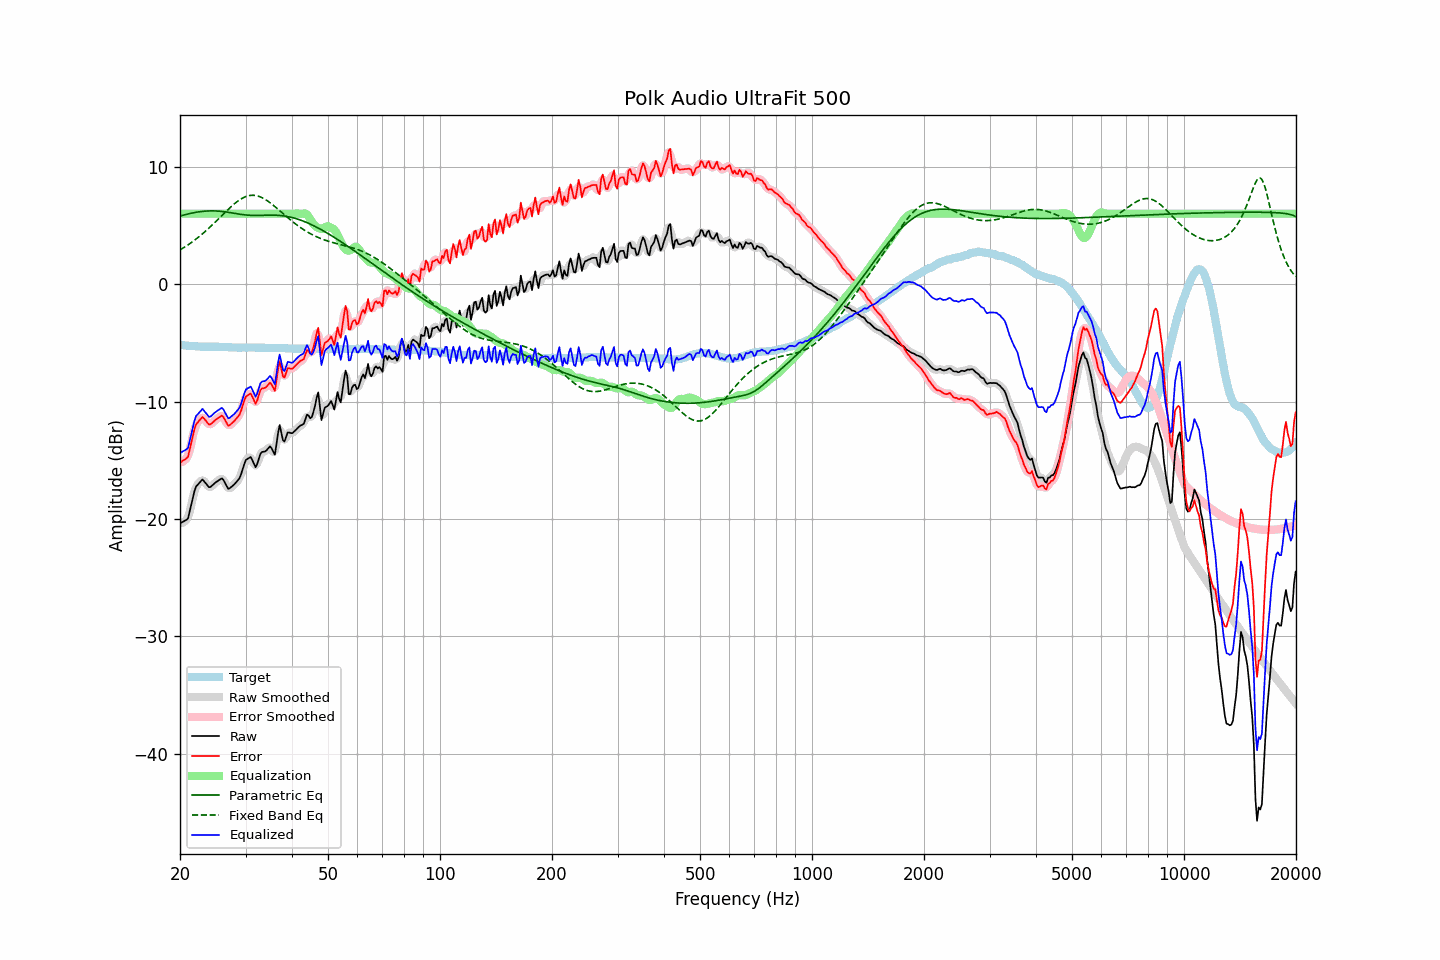 Polk Audio UltraFit 500
Amplitude (dBr)
10
0
−10
−20
−30
−40
Target
Raw Smoothed
Error Smoothed
Raw
Error
Equalization
Parametric Eq
Fixed Band Eq
Equalized
20 50 100 200 500 1000 2000 5000 10000 20000
Frequency (Hz)